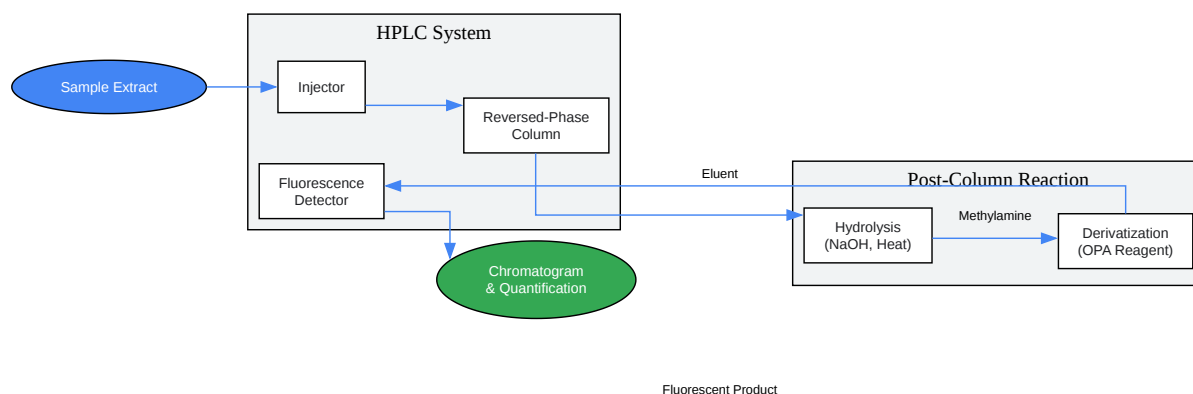 HPLC System
Sample Extract
Injector
Reversed-Phase
Column
Fluorescence
Detector
Eluent
Post-Column Reaction
Hydrolysis
(NaOH, Heat)
Methylamine
Derivatization
(OPA Reagent)
Chromatogram
& Quantification
Fluorescent Product